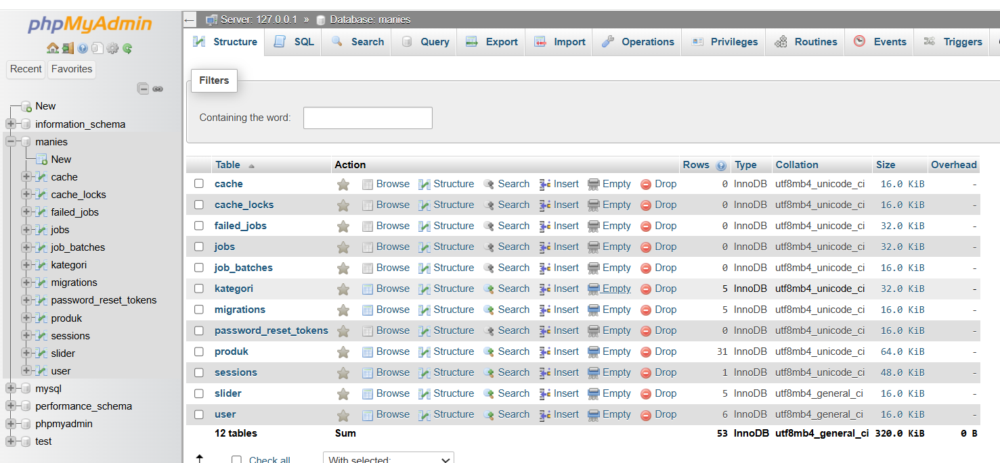 phpMyAdmin
Recent Favorites
New
information_schema
manies
New
cache
cache_locks
failed_jobs
jobs
job_batches
kategori
migrations
password_reset_tokens
produk
sessions
slider
user
mysql
performance_schema
phpmyadmin
test
Server: 127.0.0.1 » Database: manies
Structure SQL Search Query Export Import Operations Privileges Routines Events Triggers
Filters
Containing the word:
Table Action Rows Type Collation Size Overhead
cache Browse Structure Search Insert Empty Drop 0 InnoDB utf8mb4_unicode_ci 16.0 KiB -
cache_locks Browse Structure Search Insert Empty Drop 0 InnoDB utf8mb4_unicode_ci 16.0 KiB -
failed_jobs Browse Structure Search Insert Empty Drop 0 InnoDB utf8mb4_unicode_ci 32.0 KiB -
jobs Browse Structure Search Insert Empty Drop 0 InnoDB utf8mb4_unicode_ci 32.0 KiB -
job_batches Browse Structure Search Insert Empty Drop 0 InnoDB utf8mb4_unicode_ci 16.0 KiB -
kategori Browse Structure Search Insert Empty Drop 5 InnoDB utf8mb4_unicode_ci 32.0 KiB -
migrations Browse Structure Search Insert Empty Drop 5 InnoDB utf8mb4_unicode_ci 16.0 KiB -
password_reset_tokens Browse Structure Search Insert Empty Drop 0 InnoDB utf8mb4_unicode_ci 16.0 KiB -
produk Browse Structure Search Insert Empty Drop 31 InnoDB utf8mb4_unicode_ci 64.0 KiB -
sessions Browse Structure Search Insert Empty Drop 1 InnoDB utf8mb4_unicode_ci 48.0 KiB -
slider Browse Structure Search Insert Empty Drop 5 InnoDB utf8mb4_general_ci 16.0 KiB -
user Browse Structure Search Insert Empty Drop 6 InnoDB utf8mb4_general_ci 16.0 KiB -
12 tables Sum 53 InnoDB utf8mb4_general_ci 320.0 KiB 0 B
Check all With selected: